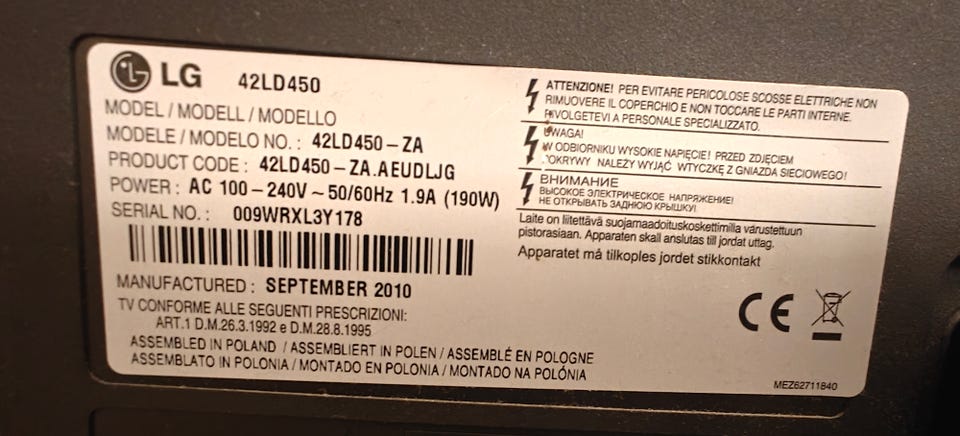 LG 42LD450
MODEL / MODELL / MODELLO
MODELE / MODELO NO. : 42LD450-ZA
PRODUCT CODE : 42LD450-ZA.AEUDLJG
POWER : AC 100-240V ~ 50/60Hz 1.9A (190W)
SERIAL NO. : 009WRXL3Y178
MANUFACTURED : SEPTEMBER 2010
TV CONFORME ALLE SEGUENTI PRESCRIZIONI:
ART.1 D.M.26.3.1992 e D.M.28.8.1995
ASSEMBLED IN POLAND / ASSEMBLIERT IN POLEN / ASSEMBLÉ EN POLOGNE
ASSEMBLATO IN POLONIA / MONTADO EN POLONIA / MONTADO NA POLÓNIA
ATTENZIONE! PER EVITARE PERICOLOSE SCOSSE ELETTRICHE NON
RIMUOVERE IL COPERCHIO E NON TOCCARE LE PARTI INTERNE.
RIVOLGETEVI A PERSONALE SPECIALIZZATO.
UWAGA!
W ODBIORNIKU WYSOKIE NAPIĘCIE! PRZED ZDJĘCIEM
POKRYWY NALEŻY WYJĄĆ WTYCZKĘ Z GNIAZDA SIECIOWEGO!
ВНИМАНИЕ
ВЫСОКОЕ ЭЛЕКТРИЧЕСКОЕ НАПРЯЖЕНИЕ!
НЕ ОТКРЫВАТЬ ЗАДНЮЮ КРЫШКУ!
Laite on liitettävä suojamaadoituskoskettimilla varustettuun
pistorasiaan. Apparaten skall anslutas till jordat uttag.
Apparatet må tilkoples jordet stikkontakt
CE
MEZ62711840